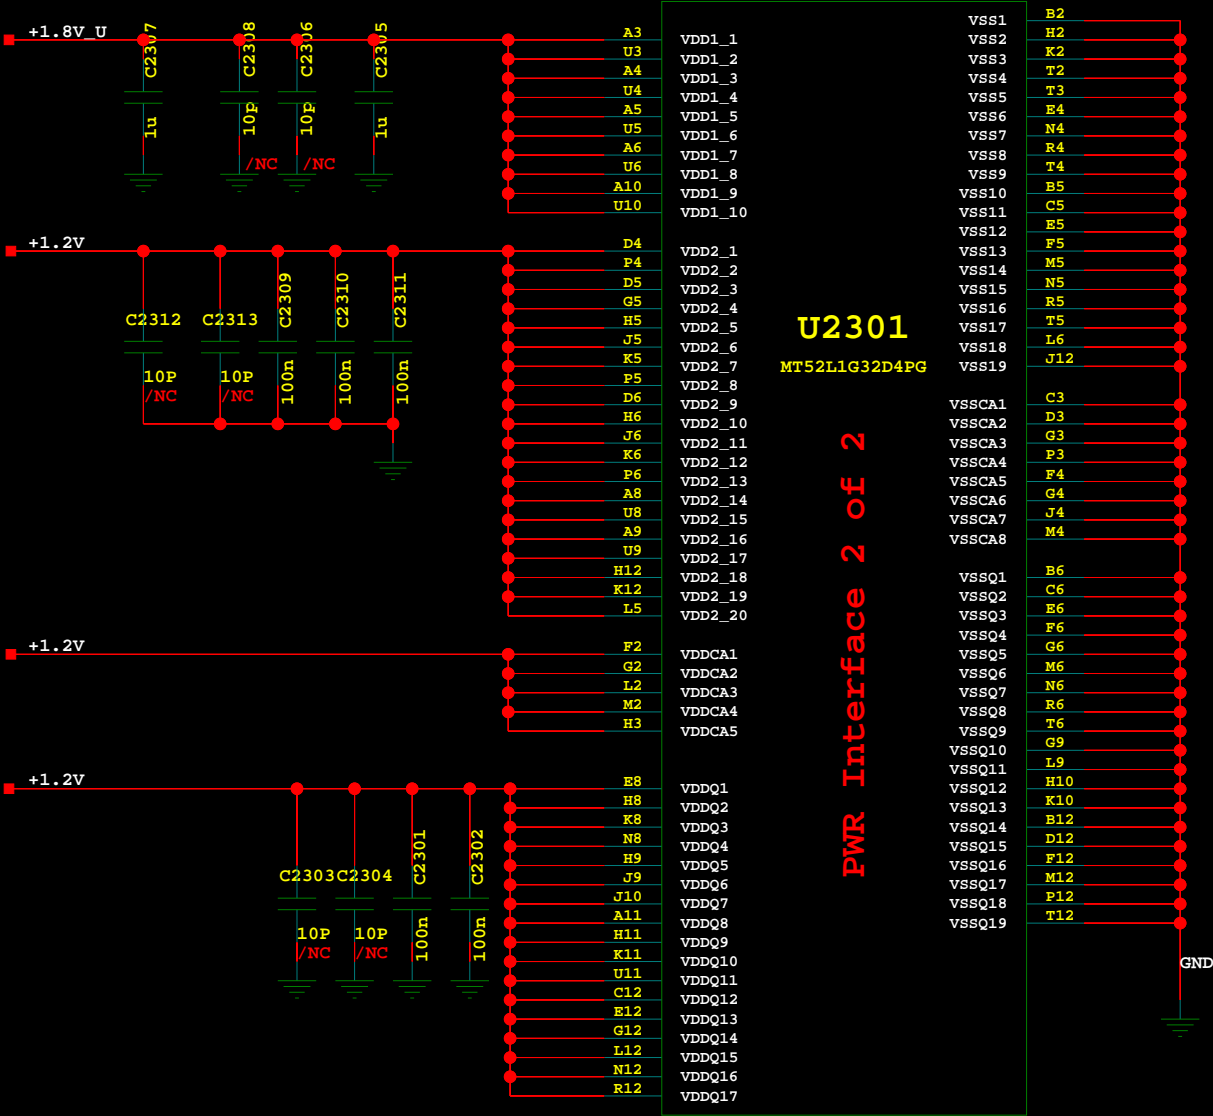 +1.8V_U
C2307
C2308
C2306
C2305
1u
10p
10p
1u
/NC
/NC
A3 VDD1_1
U3 VDD1_2
A4 VDD1_3
U4 VDD1_4
A5 VDD1_5
U5 VDD1_6
A6 VDD1_7
U6 VDD1_8
A10 VDD1_9
U10 VDD1_10
+1.2V
C2312
C2313
C2309
C2310
C2311
10P
10P
100n
100n
100n
/NC
/NC
D4 VDD2_1
P4 VDD2_2
D5 VDD2_3
G5 VDD2_4
H5 VDD2_5
J5 VDD2_6
K5 VDD2_7
P5 VDD2_8
D6 VDD2_9
H6 VDD2_10
J6 VDD2_11
K6 VDD2_12
P6 VDD2_13
A8 VDD2_14
U8 VDD2_15
A9 VDD2_16
U9 VDD2_17
H12 VDD2_18
K12 VDD2_19
L5 VDD2_20
+1.2V
F2 VDDCA1
G2 VDDCA2
L2 VDDCA3
M2 VDDCA4
H3 VDDCA5
+1.2V
C2303
C2304
C2301
C2302
10P
10P
100n
100n
/NC
/NC
E8 VDDQ1
H8 VDDQ2
K8 VDDQ3
N8 VDDQ4
H9 VDDQ5
J9 VDDQ6
J10 VDDQ7
A11 VDDQ8
H11 VDDQ9
K11 VDDQ10
U11 VDDQ11
C12 VDDQ12
E12 VDDQ13
G12 VDDQ14
L12 VDDQ15
N12 VDDQ16
R12 VDDQ17
U2301
MT52L1G32D4PG
PWR Interface 2 of 2
VSS1 B2
VSS2 H2
VSS3 K2
VSS4 T2
VSS5 T3
VSS6 E4
VSS7 N4
VSS8 R4
VSS9 T4
VSS10 B5
VSS11 C5
VSS12 E5
VSS13 F5
VSS14 M5
VSS15 N5
VSS16 R5
VSS17 T5
VSS18 L6
VSS19 J12
VSSCA1 C3
VSSCA2 D3
VSSCA3 G3
VSSCA4 P3
VSSCA5 F4
VSSCA6 G4
VSSCA7 J4
VSSCA8 M4
VSSQ1 B6
VSSQ2 C6
VSSQ3 E6
VSSQ4 F6
VSSQ5 G6
VSSQ6 M6
VSSQ7 N6
VSSQ8 R6
VSSQ9 T6
VSSQ10 G9
VSSQ11 L9
VSSQ12 H10
VSSQ13 K10
VSSQ14 B12
VSSQ15 D12
VSSQ16 F12
VSSQ17 M12
VSSQ18 P12
VSSQ19 T12
GND